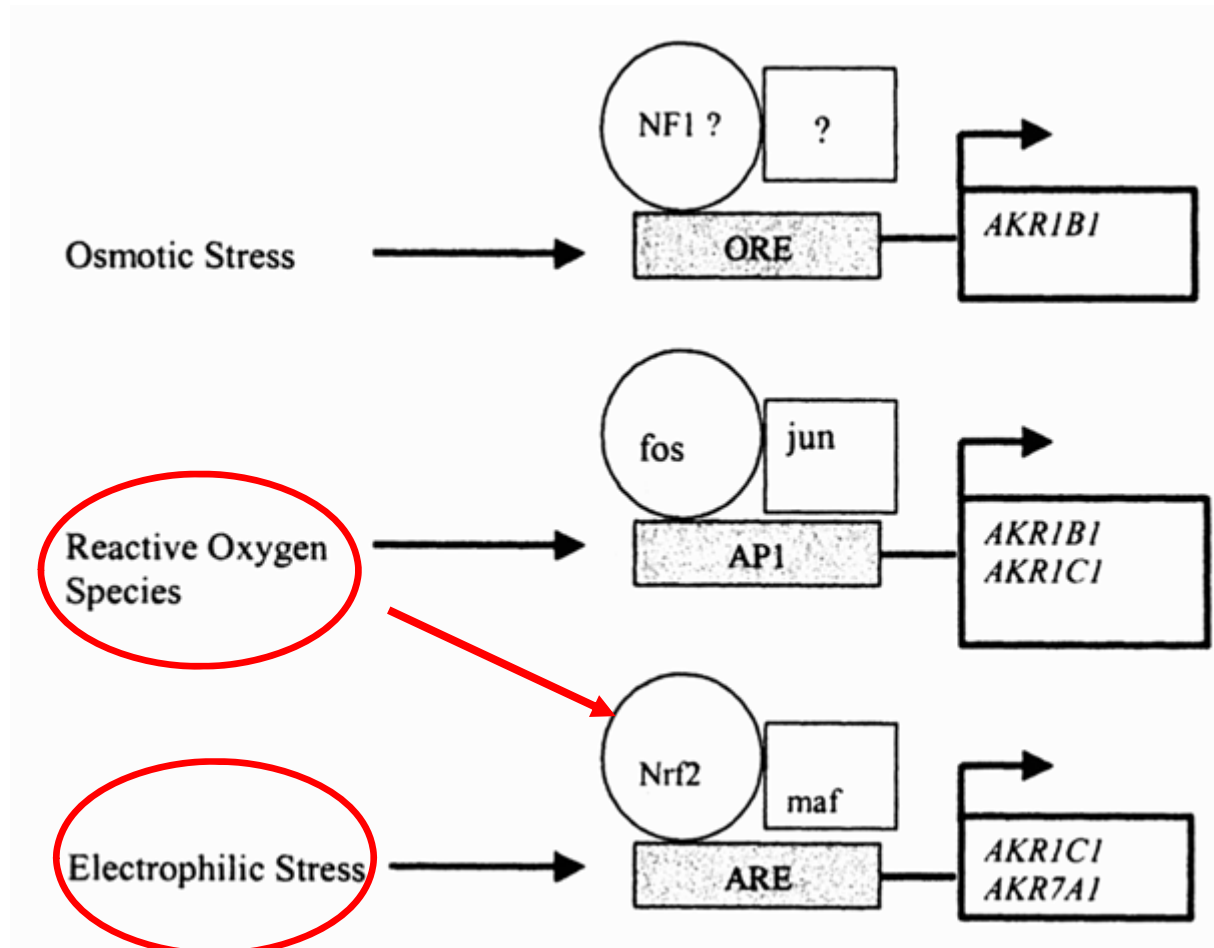 NF1 ?
?
Osmotic Stress
ORE
AKR1B1
fos
jun
Reactive Oxygen
Species
AP1
AKR1B1
AKR1C1
Nrf2
maf
Electrophilic Stress
ARE
AKR1C1
AKR7A1